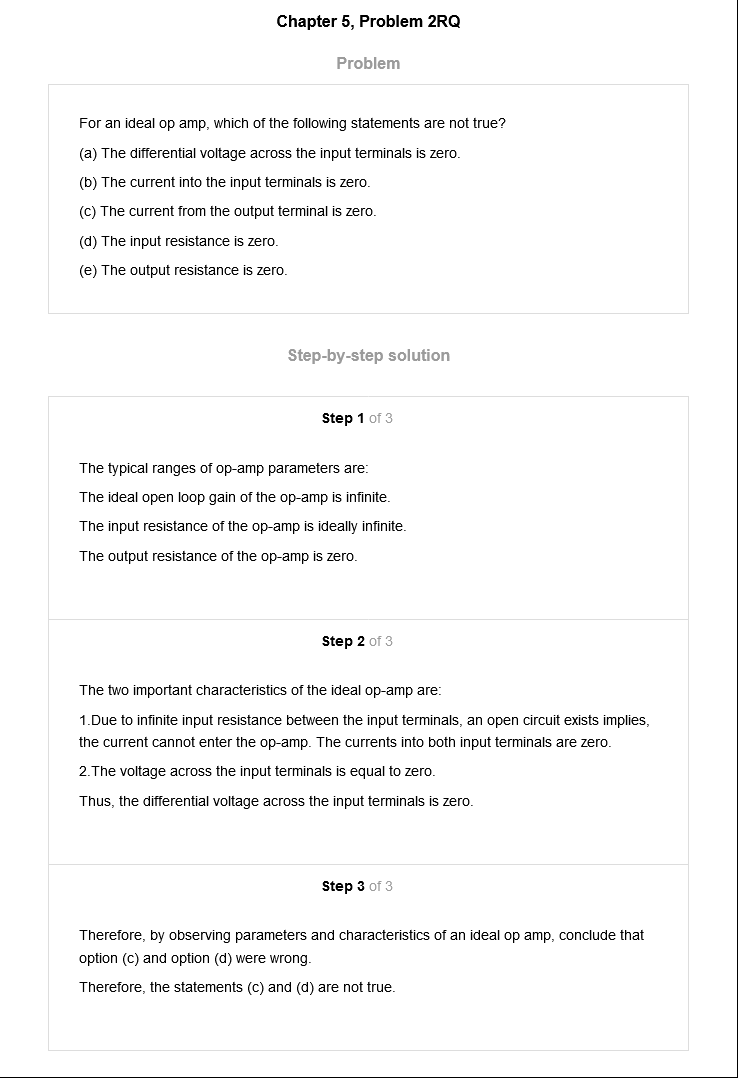 Chapter 5, Problem 2RQ
Problem
For an ideal op amp, which of the following statements are not true?
(a) The differential voltage across the input terminals is zero.
(b) The current into the input terminals is zero.
(c) The current from the output terminal is zero.
(d) The input resistance is zero.
(e) The output resistance is zero.
Step-by-step solution
Step 1 of 3
The typical ranges of op-amp parameters are:
The ideal open loop gain of the op-amp is infinite.
The input resistance of the op-amp is ideally infinite.
The output resistance of the op-amp is zero.
Step 2 of 3
The two important characteristics of the ideal op-amp are:
1.Due to infinite input resistance between the input terminals, an open circuit exists implies,
the current cannot enter the op-amp. The currents into both input terminals are zero.
2.The voltage across the input terminals is equal to zero.
Thus, the differential voltage across the input terminals is zero.
Step 3 of 3
Therefore, by observing parameters and characteristics of an ideal op amp, conclude that
option (c) and option (d) were wrong.
Therefore, the statements (c) and (d) are not true.